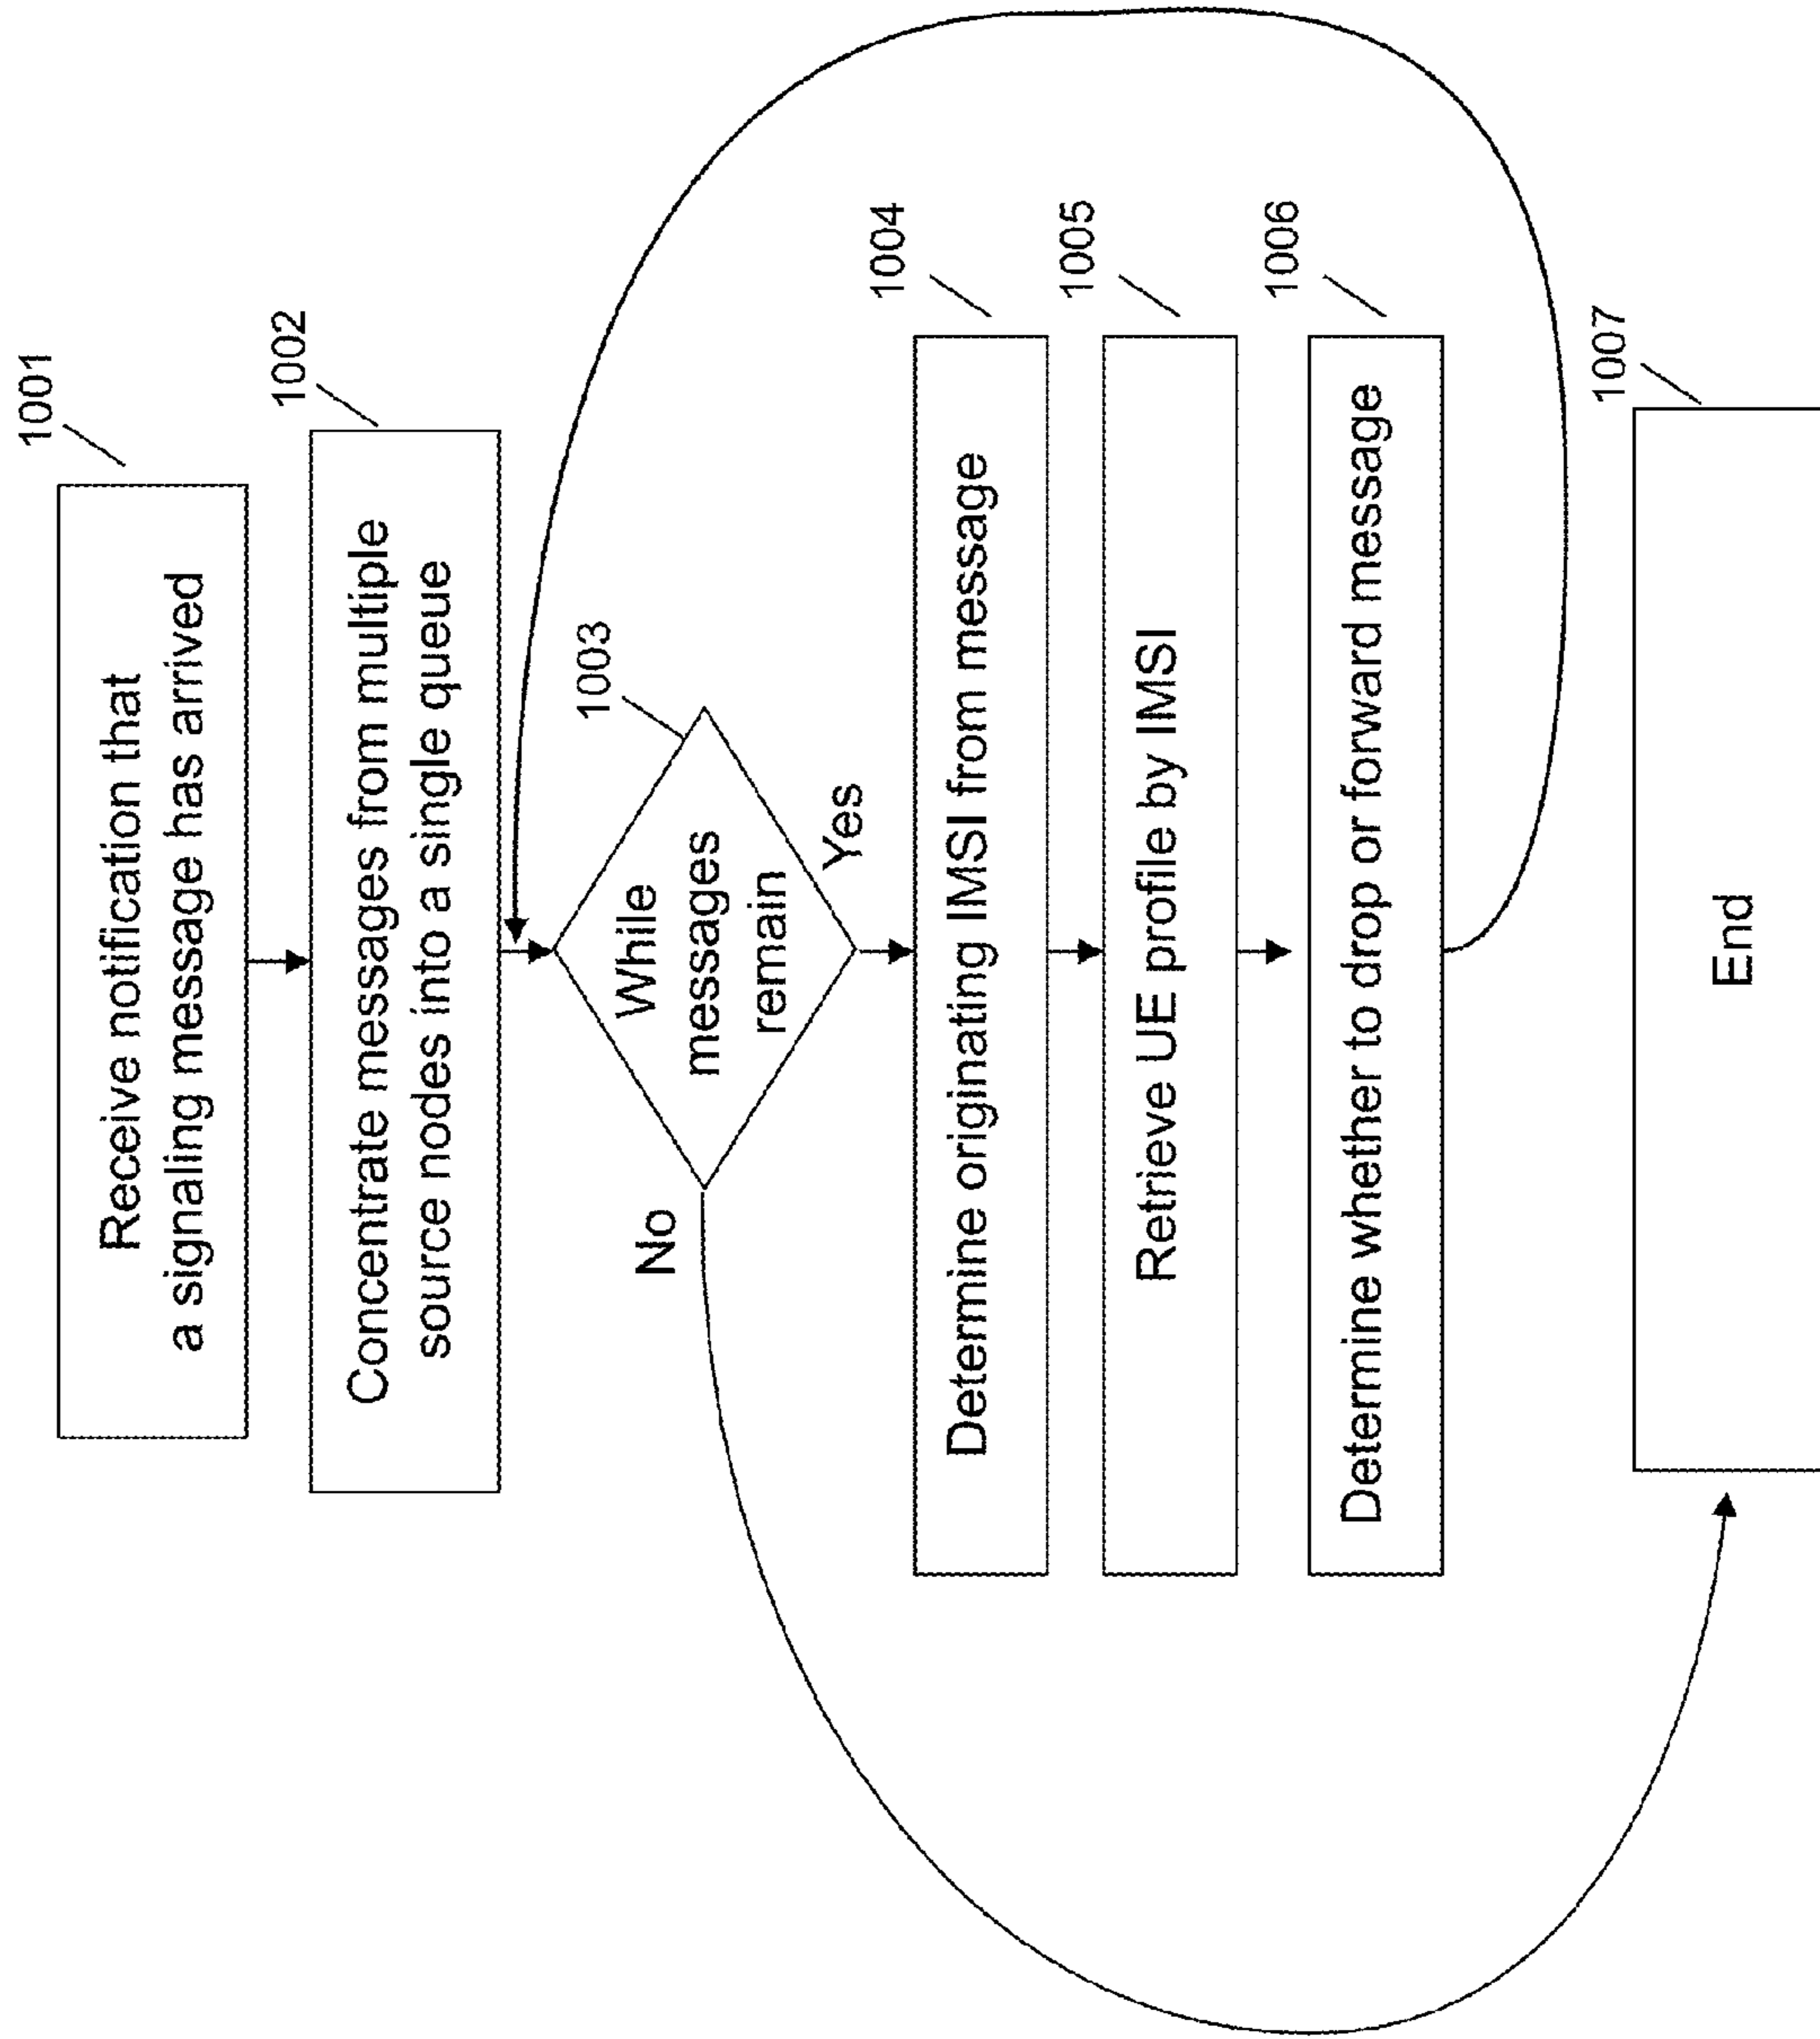 1001
Receive notification that
a signaling message has arrived
1002
Concentrate messages from multiple
source nodes into a single queue
1003
While
messages
remain
Yes
No
1004
Determine originating IMSI from message
1005
Retrieve UE profile by IMSI
1006
Determine whether to drop or forward message
1007
End